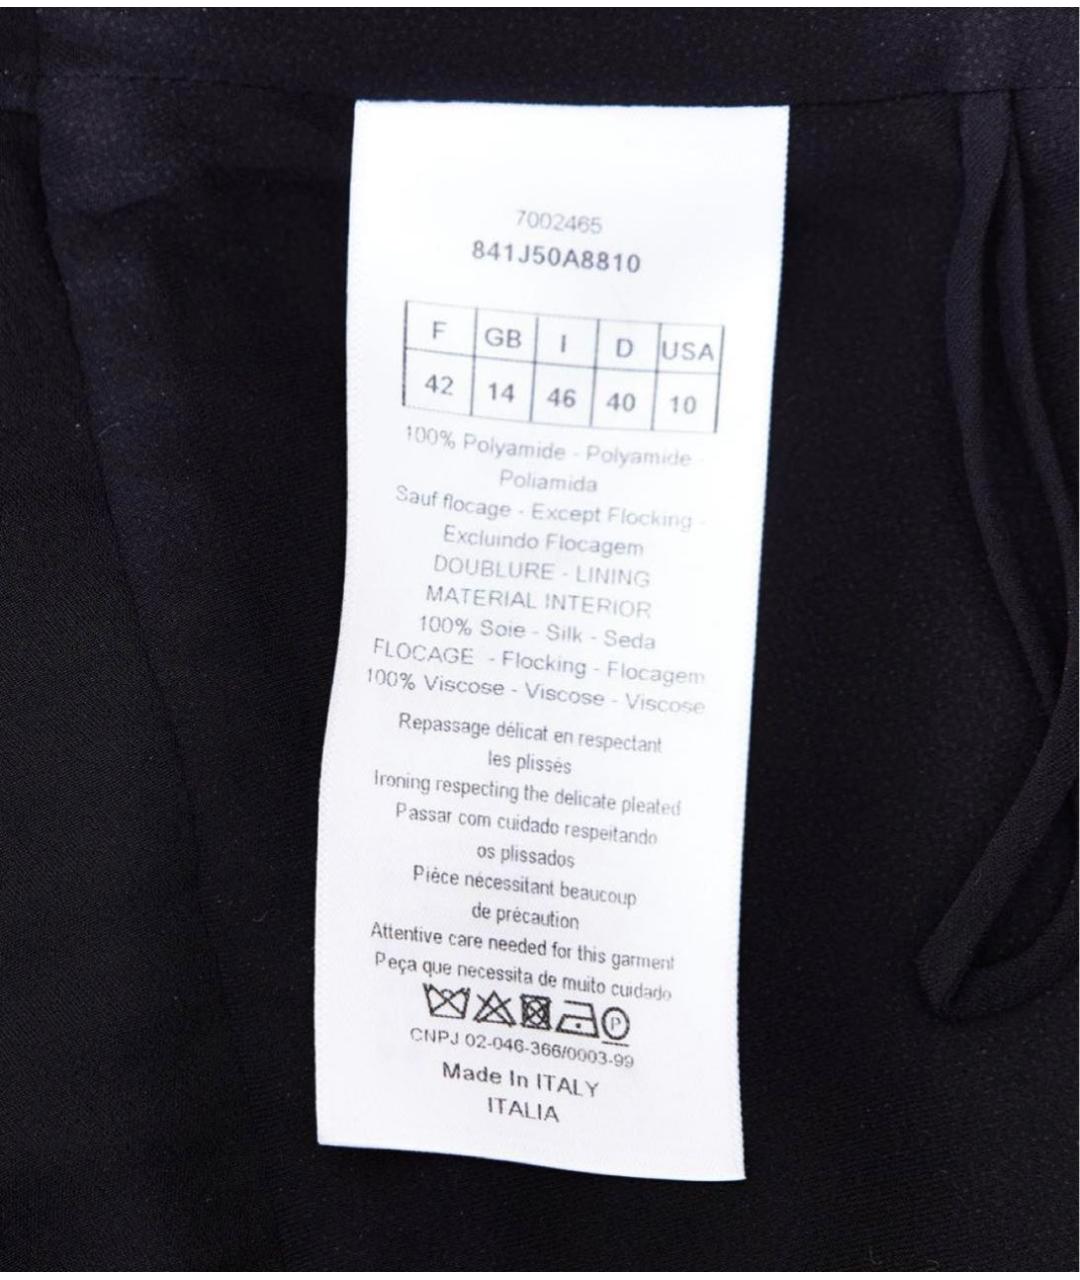 7002465
841J50A8810
F GB I D USA
42 14 46 40 10
100% Polyamide - Polyamide -
Poliamida
Sauf flocage - Except Flocking -
Excluindo Flocagem
DOUBLURE - LINING
MATERIAL INTERIOR
100% Soie - Silk - Seda
FLOCAGE - Flocking - Flocagem
100% Viscose - Viscose - Viscose
Repassage délicat en respectant
les plissés
Ironing respecting the delicate pleated
Passar com cuidado respeitando
os plissados
Pièce nécessitant beaucoup
de précaution
Attentive care needed for this garment
Peça que necessita de muito cuidado
P
CNPJ 02-046-366/0003-99
Made In ITALY
ITALIA